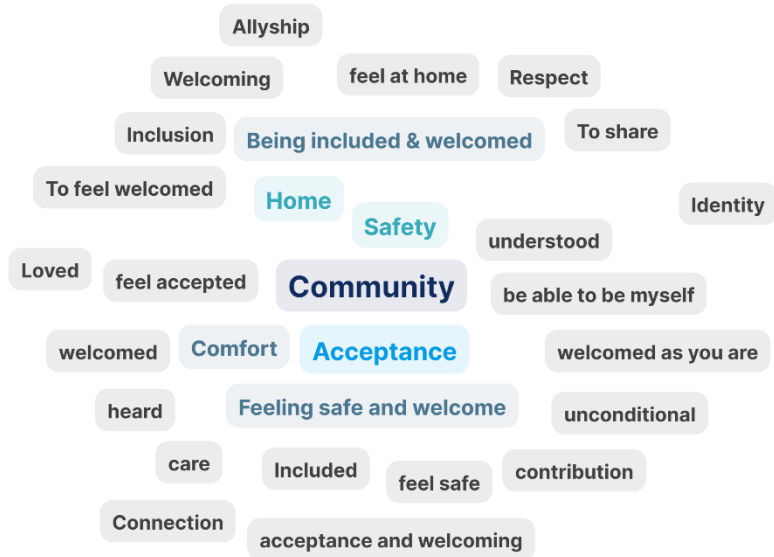 Allyship
Welcoming
feel at home
Respect
Inclusion
Being included & welcomed
To share
To feel welcomed
Home
Identity
Safety
understood
Loved
feel accepted
Community
be able to be myself
welcomed
Comfort
Acceptance
welcomed as you are
heard
Feeling safe and welcome
unconditional
care
Included
feel safe
contribution
Connection
acceptance and welcoming